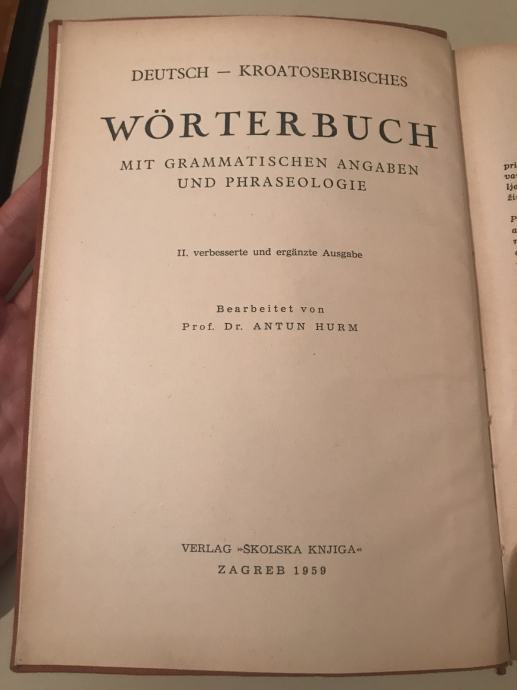 DEUTSCH — KROATOSERBISCHES
WÖRTERBUCH
MIT GRAMMATISCHEN ANGABEN
UND PHRASEOLOGIE
II. verbesserte und ergänzte Ausgabe
Bearbeitet von
Prof. Dr. ANTUN HURM
VERLAG »ŠKOLSKA KNJIGA«
ZAGREB 1959